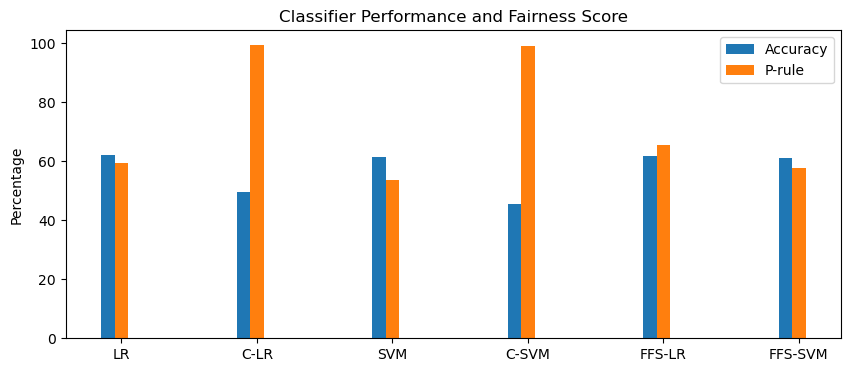 Classifier Performance and Fairness Score
Accuracy
P-rule
Percentage
100
80
60
40
20
0
LR C-LR SVM C-SVM FFS-LR FFS-SVM